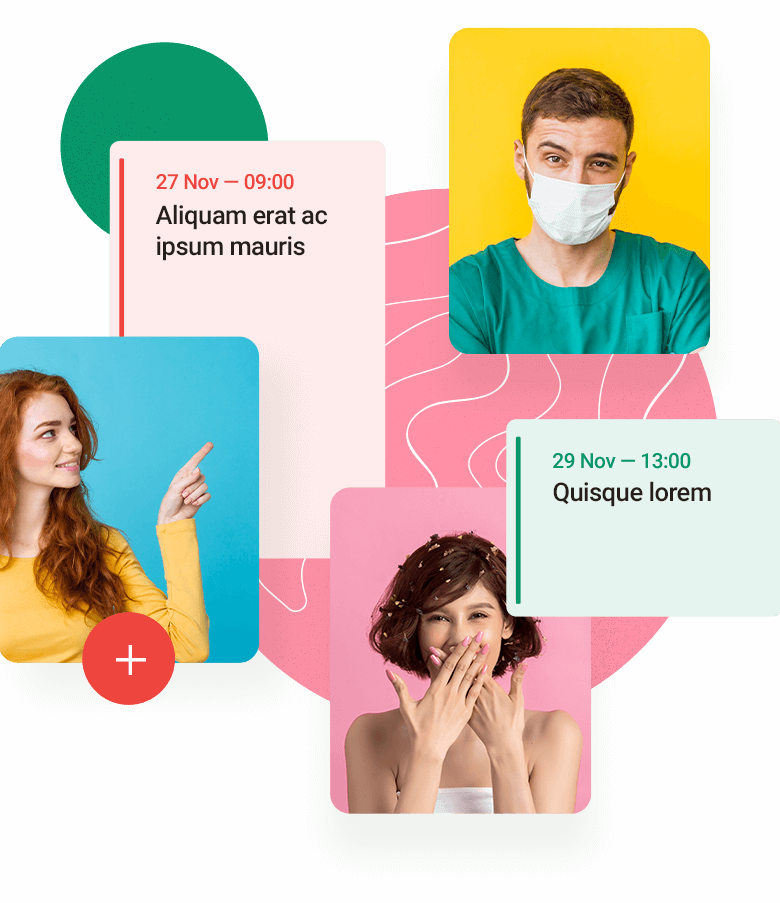 27 Nov — 09:00
Aliquam erat ac
ipsum mauris
29 Nov — 13:00
Quisque lorem